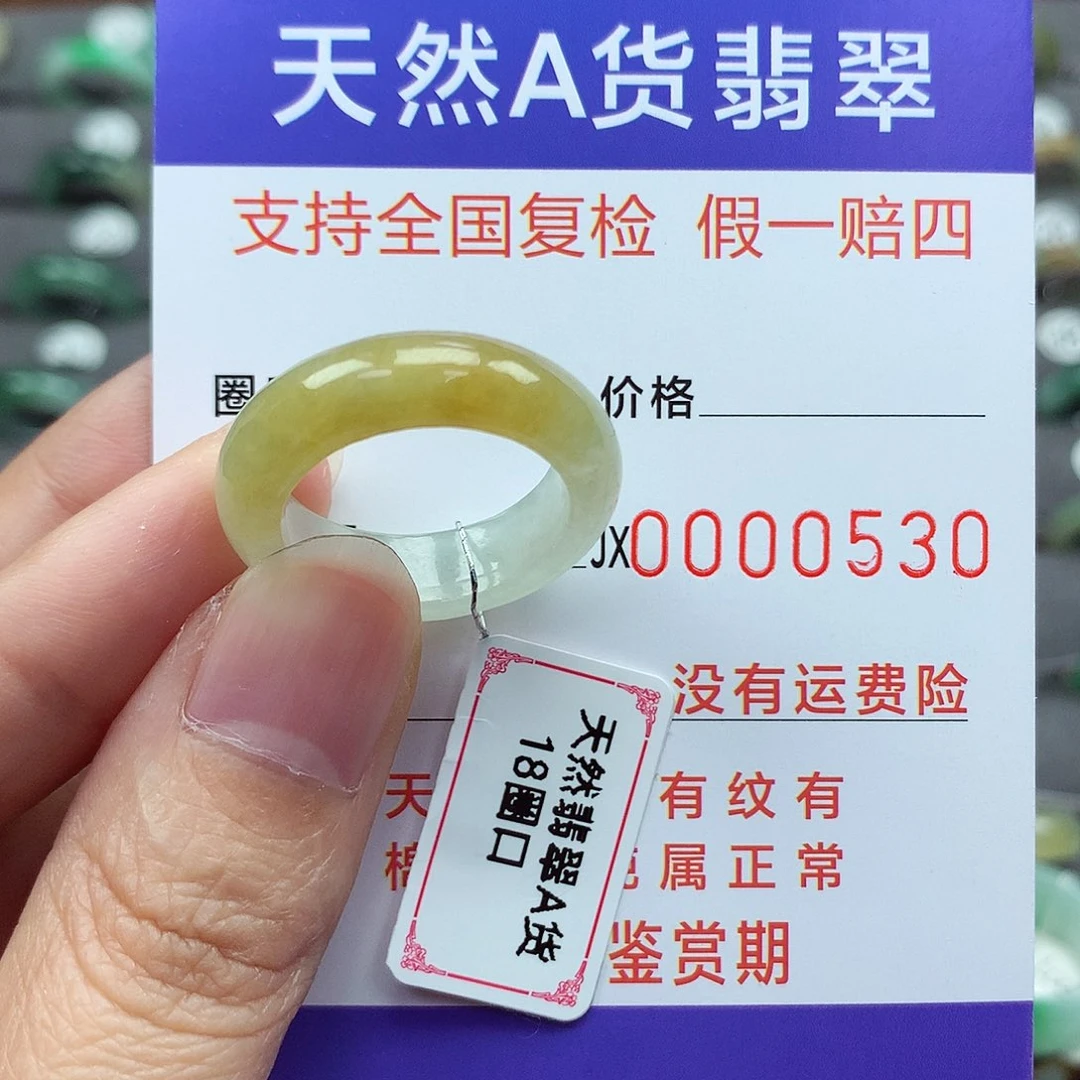 天然A货翡翠
支持全国复检 假一赔四
圈
价格
JX0000530
没有运费险
天 有纹有
棉 属正常
鉴赏期
天然翡翠A货
18圈口